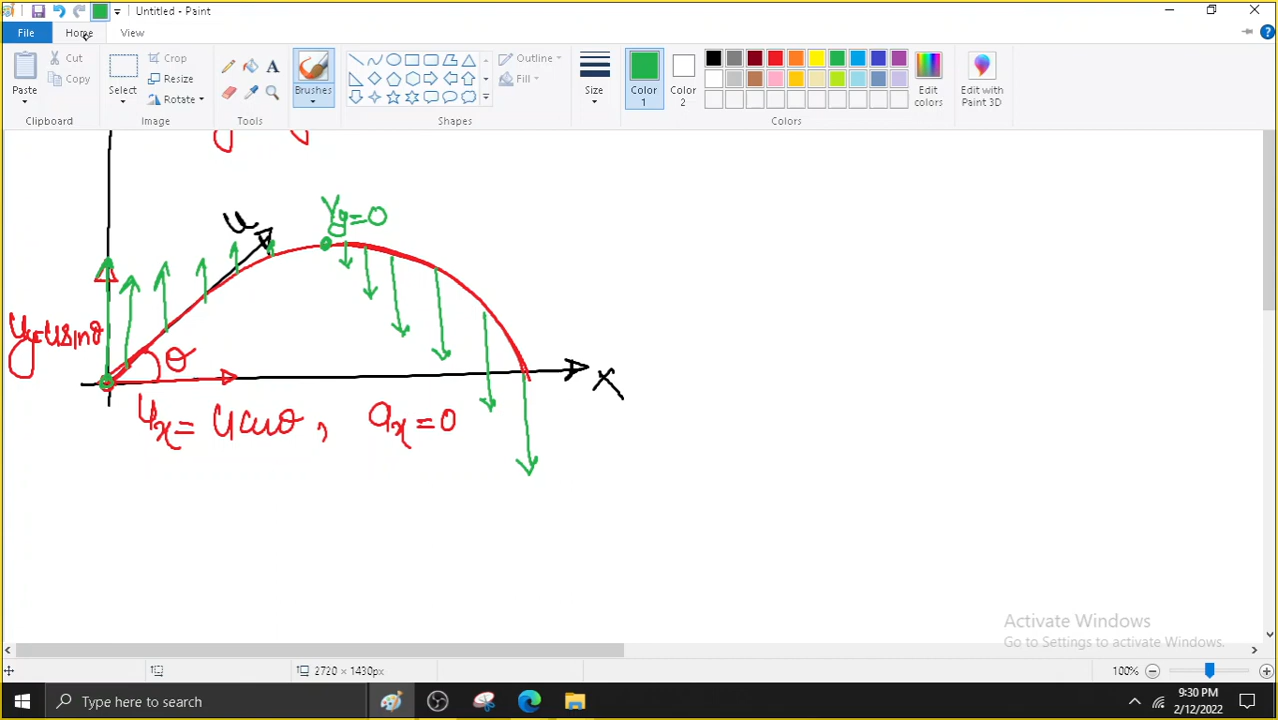 Untitled - Paint
File Home View
Paste Cut Copy Clipboard
Select Crop Resize Rotate Image
Tools
Brushes
Outline Fill Shapes
Size
Color 1 Color 2
Edit colors Edit with Paint 3D
Colors
u
Vy=0
uy=usinθ
θ
X
ux = ucosθ, ax=0
Activate Windows
Go to Settings to activate Windows.
2720 × 1430px
100%
Type here to search
9:30 PM
2/12/2022